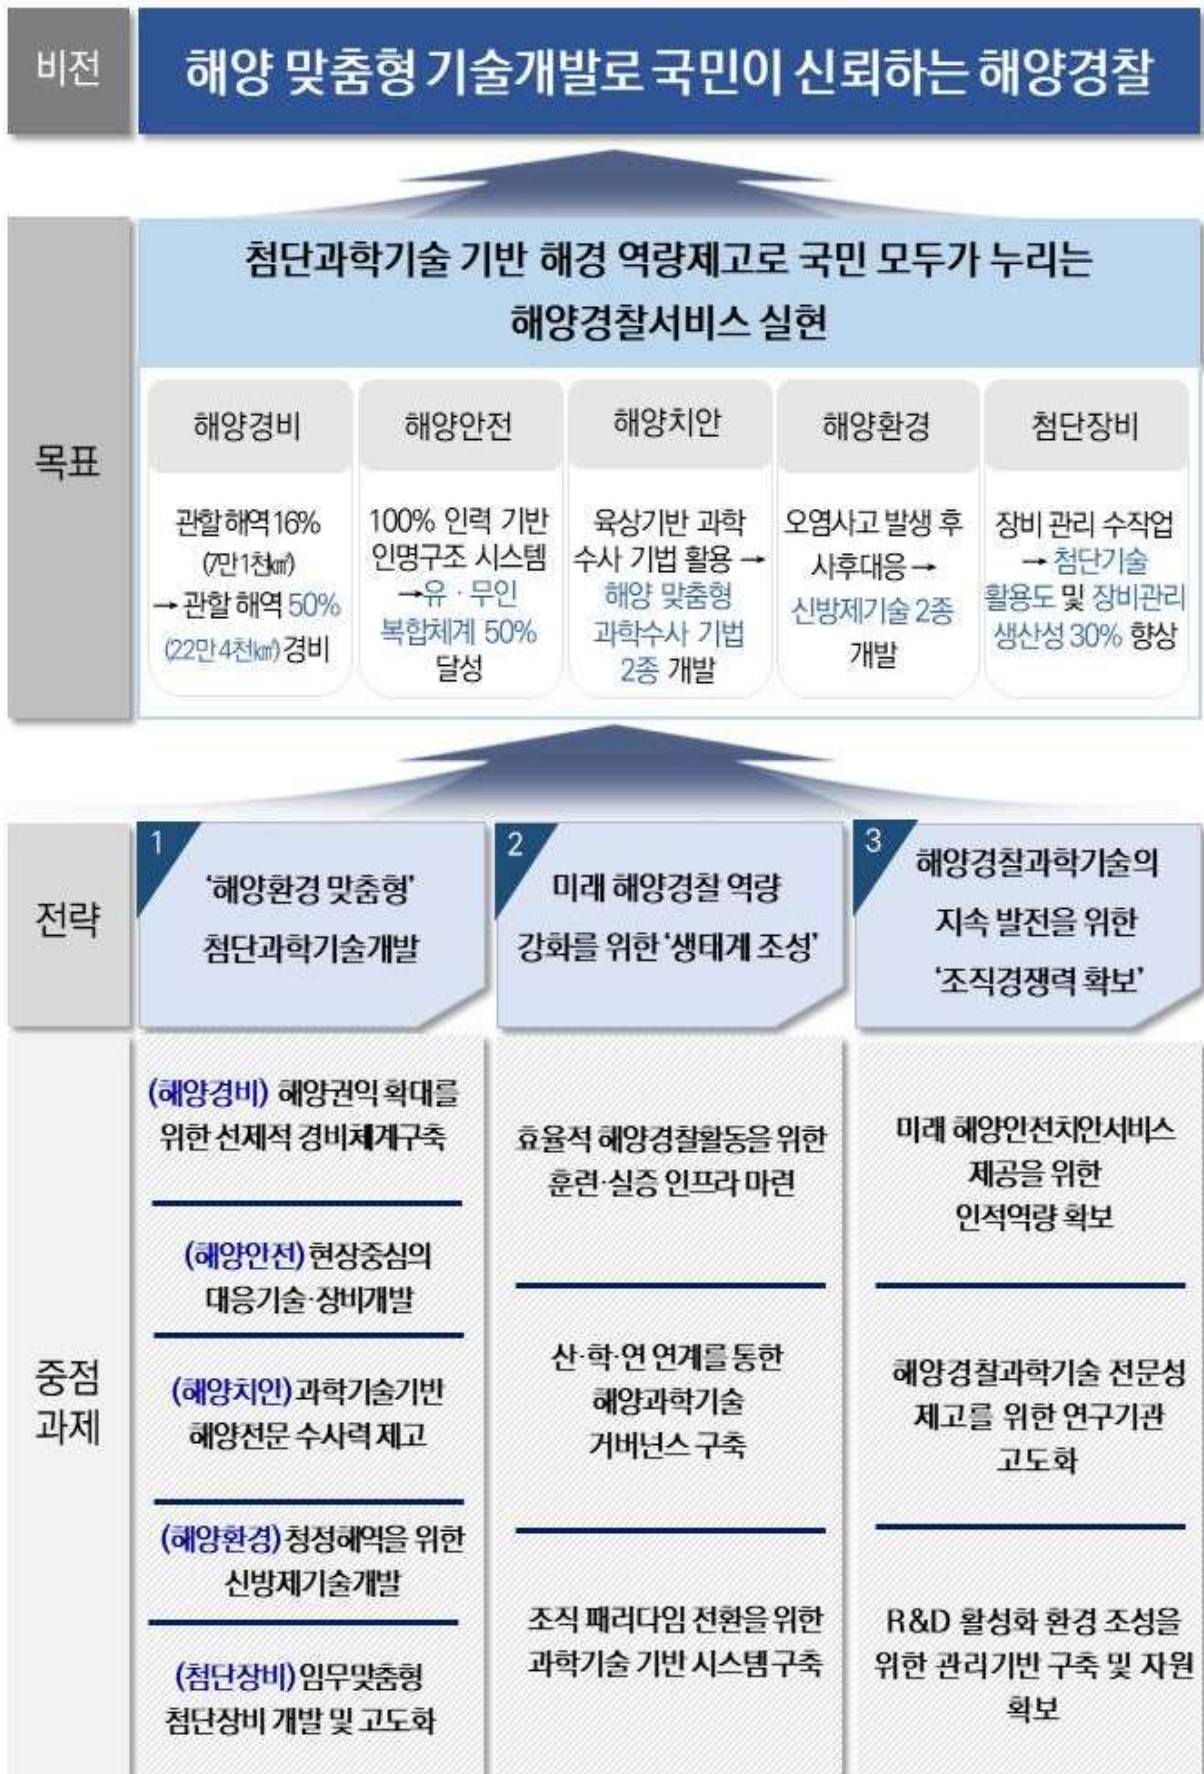 비전
해양 맞춤형 기술개발로 국민이 신뢰하는 해양경찰
목표
첨단과학기술 기반 해경 역량제고로 국민 모두가 누리는
해양경찰서비스 실현
해양경비
관할 해역 16%
(7만 1천㎢)
→ 관할 해역 50%
(22만 4천㎢) 경비
해양안전
100% 인력 기반
인명구조 시스템
→유 · 무인
복합체계 50%
달성
해양치안
육상기반 과학
수사 기법 활용 →
해양 맞춤형
과학수사 기법
2종 개발
해양환경
오염사고 발생 후
사후대응 →
신방제기술 2종
개발
첨단장비
장비 관리 수작업
→ 첨단기술
활용도 및 장비관리
생산성 30% 향상
전략
1
‘해양환경 맞춤형’
첨단과학기술개발
2
미래 해양경찰 역량
강화를 위한 ‘생태계 조성’
3
해양경찰과학기술의
지속 발전을 위한
‘조직경쟁력 확보’
중점
과제
(해양경비) 해양권익 확대를
위한 선제적 경비체계구축
(해양안전) 현장중심의
대응기술·장비개발
(해양치안) 과학기술기반
해양전문 수사력 제고
(해양환경) 청정해역을 위한
신방제기술개발
(첨단장비) 임무맞춤형
첨단장비 개발 및 고도화
효율적 해양경찰활동을 위한
훈련·실증 인프라 마련
산·학·연 연계를 통한
해양과학기술
거버넌스 구축
조직 패러다임 전환을 위한
과학기술 기반 시스템 구축
미래 해양안전치안서비스
제공을 위한
인적역량 확보
해양경찰과학기술 전문성
제고를 위한 연구기관
고도화
R&D 활성화 환경 조성을
위한 관리기반 구축 및 자원
확보